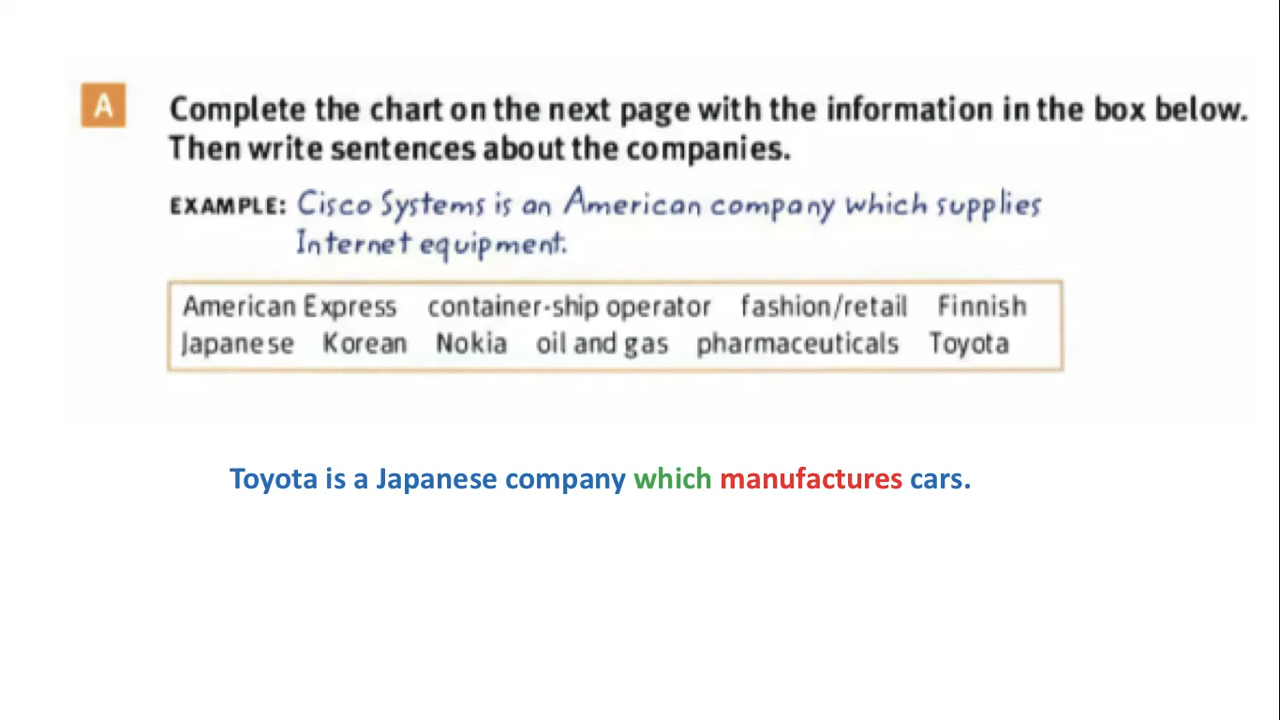 A
Complete the chart on the next page with the information in the box below.
Then write sentences about the companies.
EXAMPLE: Cisco Systems is an American company which supplies
Internet equipment.
American Express container-ship operator fashion/retail Finnish
Japanese Korean Nokia oil and gas pharmaceuticals Toyota
Toyota is a Japanese company which manufactures cars.